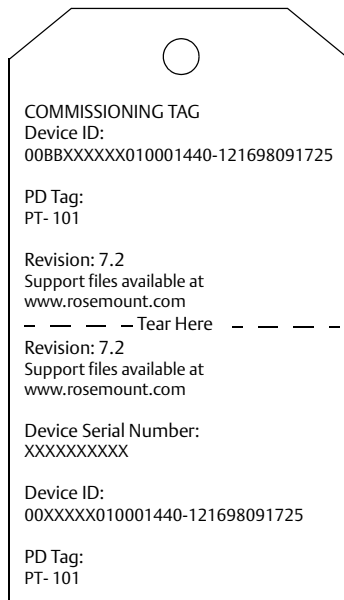 COMMISSIONING TAG
Device ID:
00BBXXXXXX010001440-121698091725
PD Tag:
PT- 101
Revision: 7.2
Support files available at
www.rosemount.com
Tear Here
Revision: 7.2
Support files available at
www.rosemount.com
Device Serial Number:
XXXXXXXXXX
Device ID:
00XXXXX010001440-121698091725
PD Tag:
PT- 101